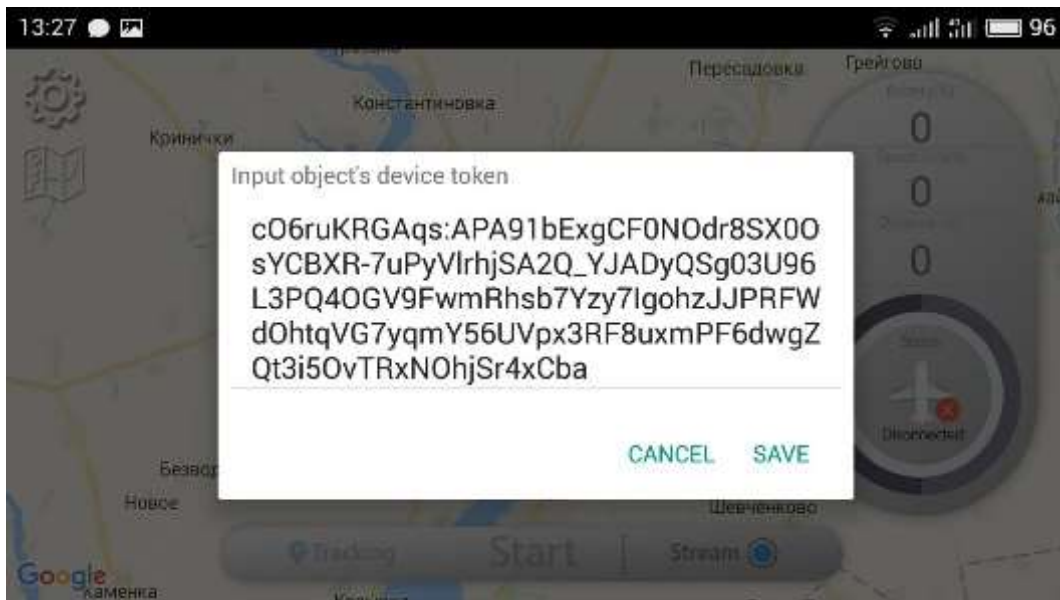 13:27
96
Пересадовка
Грейгово
Константиновка
Кринички
0
Input object's device token
cO6ruKRGAqs:APA91bExgCF0NOdr8SX0O
sYCBXR-7uPyVlrhjSA2Q_YJADyQSg03U96
L3PQ4OGV9FwmRhsb7Yzy7IgohzJJPRFW
dOhtqVG7yqmY56UVpx3RF8uxmPF6dwgZ
Qt3i5OvTRxNOhjSr4xCba
0
0
CANCEL SAVE
Disconnected
Новое
Шевченково
Tracking Start Stream
Google
Каменка